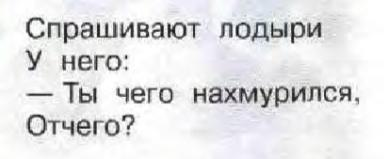 Спрашивают лодыри
У него:
— Ты чего нахмурился,
Отчего?